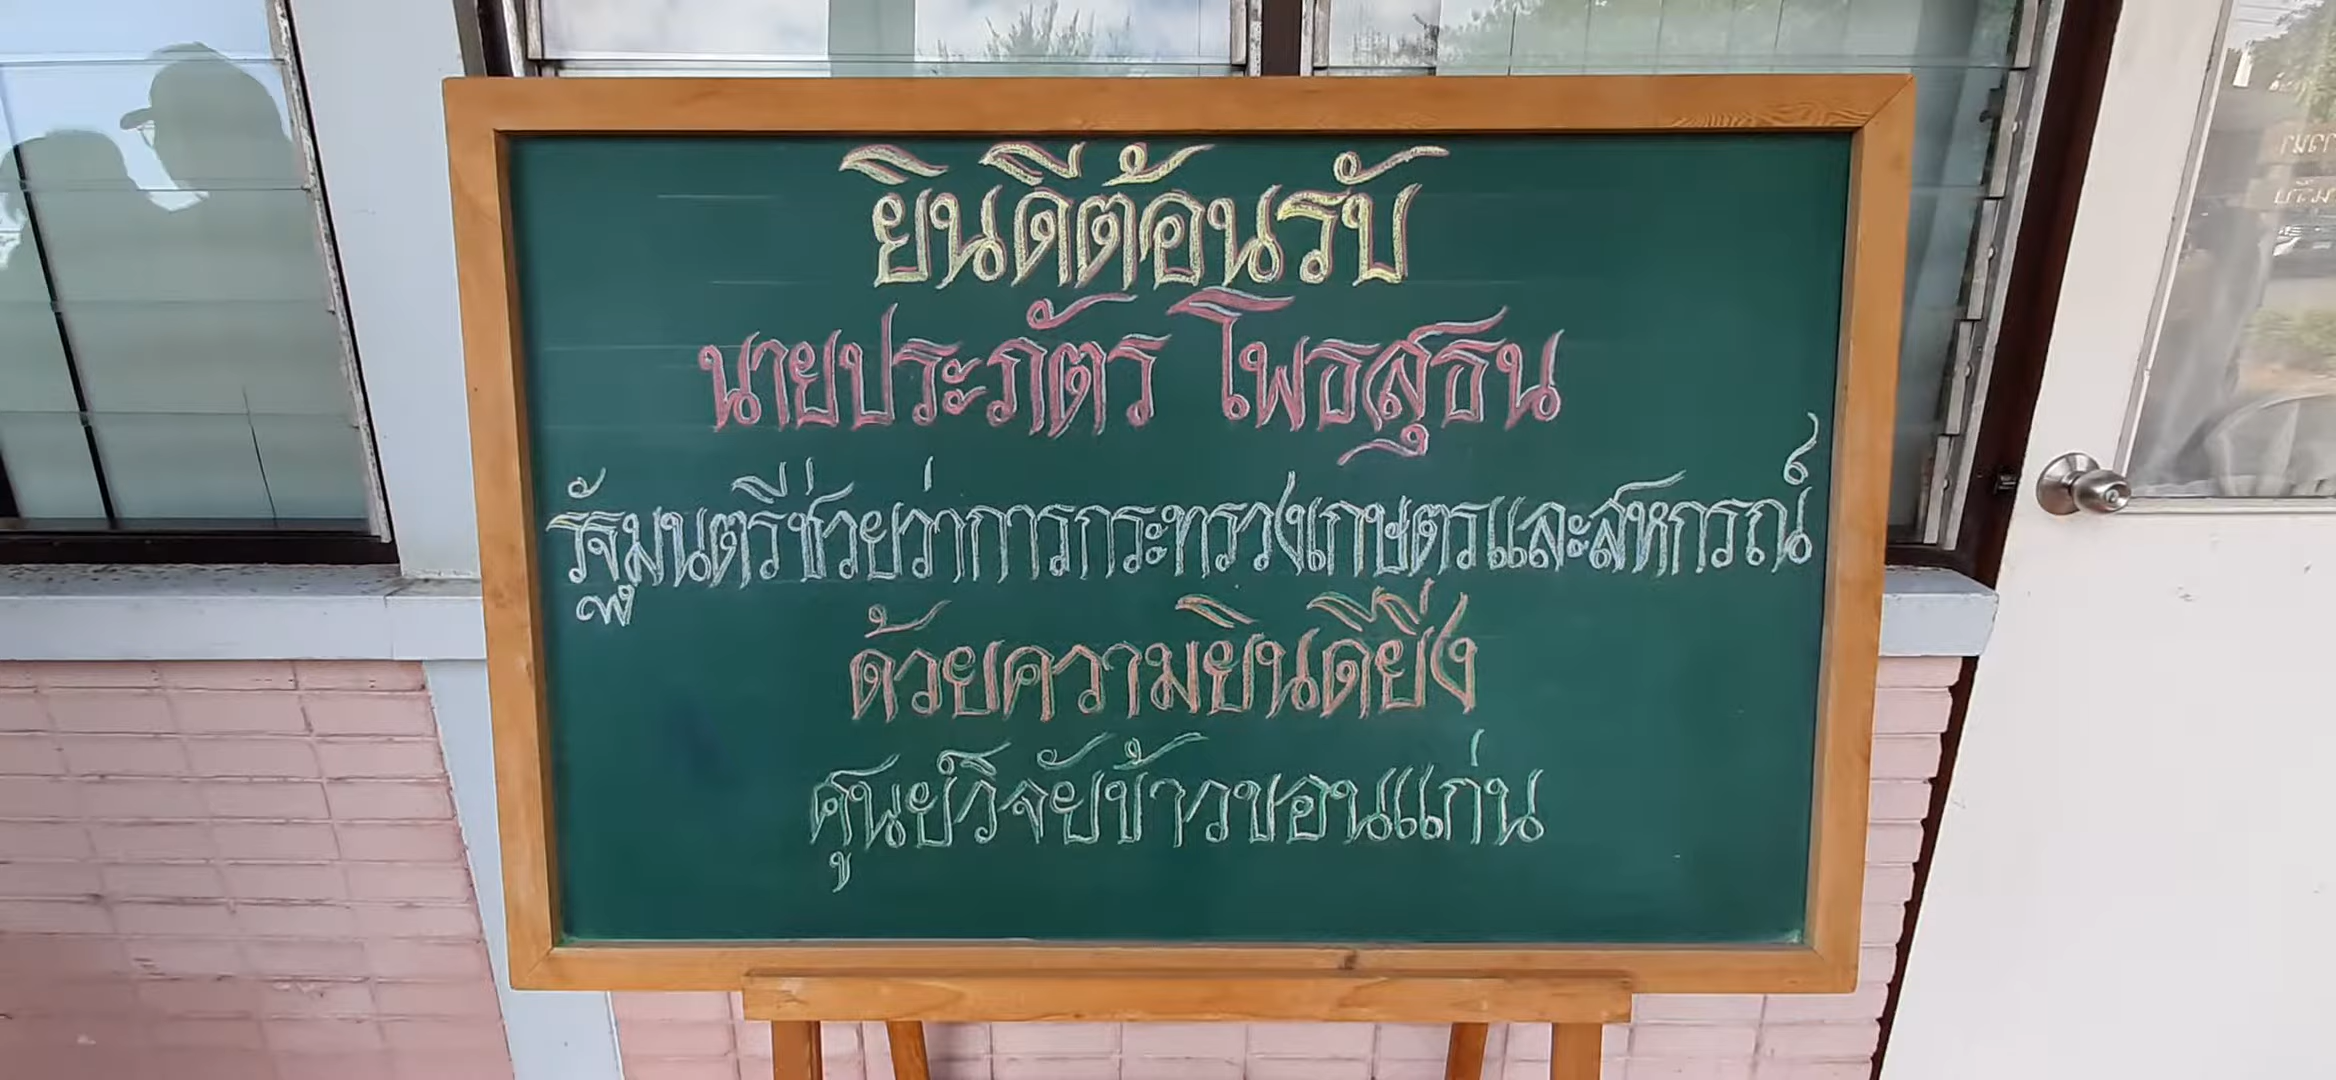 ยินดีต้อนรับ
นายประภัตร โพธสุธน
รัฐมนตรีช่วยว่าการกระทรวงเกษตรและสหกรณ์
ด้วยความยินดียิ่ง
ศูนย์วิจัยข้าวขอนแก่น